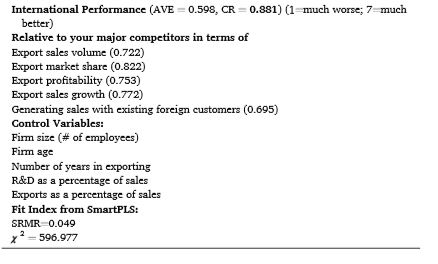 International Performance (AVE = 0.598, CR = 0.881) (1=much worse; 7=much
better)
Relative to your major competitors in terms of
Export sales volume (0.722)
Export market share (0.822)
Export profitability (0.753)
Export sales growth (0.772)
Generating sales with existing foreign customers (0.695)
Control Variables:
Firm size (# of employees)
Firm age
Number of years in exporting
R&D as a percentage of sales
Exports as a percentage of sales
Fit Index from SmartPLS:
SRMR=0.049
χ² = 596.977